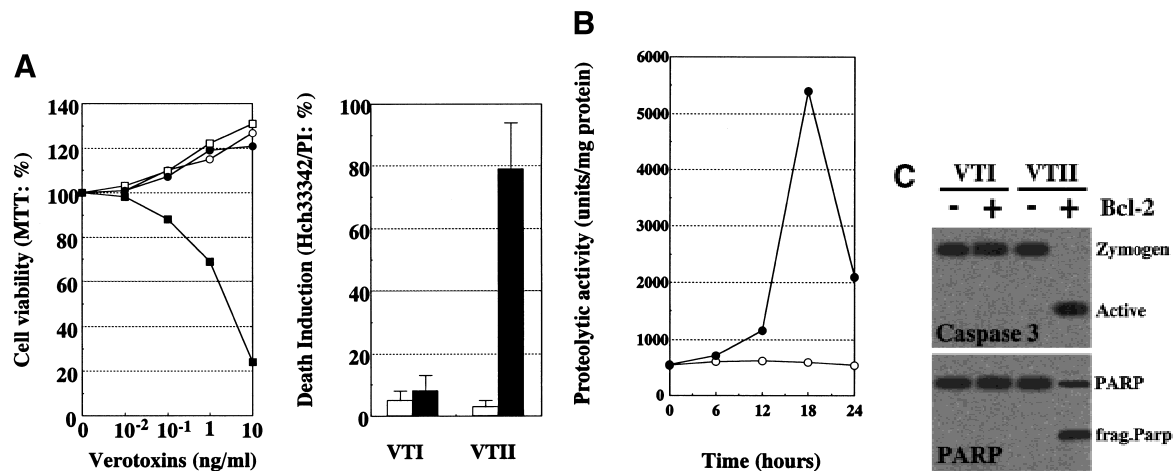 A
Cell viability (MTT: %)
140
120
100
80
60
40
20
0
0 10-2 10-1 1 10
Verotoxins (ng/ml)
Death Induction (Hch33342/PI: %)
100
80
60
40
20
0
VTI VTII
B
Proteolytic activity (units/mg protein)
6000
5000
4000
3000
2000
1000
0
0 6 12 18 24
Time (hours)
C
VTI VTII
- + - + Bcl-2
Zymogen
Active
Caspase 3
PARP
frag.Parp
PARP